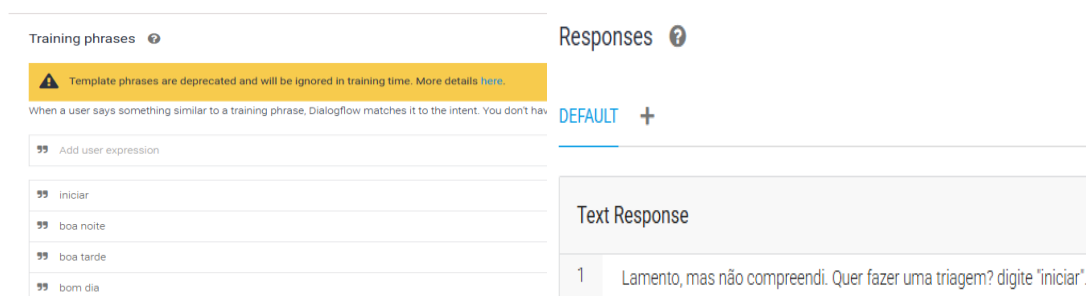 Training phrases ?
Template phrases are deprecated and will be ignored in training time. More details here.
When a user says something similar to a training phrase, Dialogflow matches it to the intent. You don't hav
Add user expression
iniciar
boa noite
boa tarde
bom dia
Responses ?
DEFAULT +
Text Response
1 Lamento, mas não compreendi. Quer fazer uma triagem? digite "iniciar".